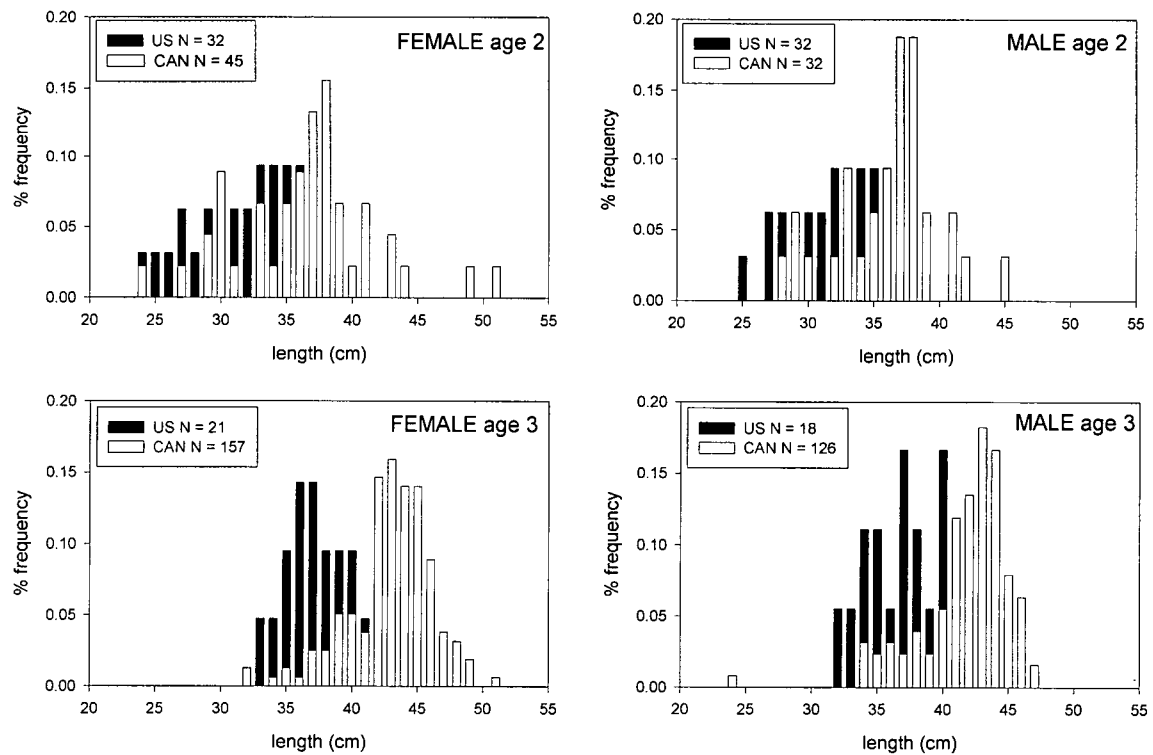 0.20
US N = 32
CAN N = 45
FEMALE age 2
0.15
% frequency
0.10
0.05
0.00
20 25 30 35 40 45 50 55
length (cm)
0.20
US N = 32
CAN N = 32
MALE age 2
0.15
% frequency
0.10
0.05
0.00
20 25 30 35 40 45 50 55
length (cm)
0.20
US N = 21
CAN N = 157
FEMALE age 3
0.15
% frequency
0.10
0.05
0.00
20 25 30 35 40 45 50 55
length (cm)
0.20
US N = 18
CAN N = 126
MALE age 3
0.15
% frequency
0.10
0.05
0.00
20 25 30 35 40 45 50 55
length (cm)